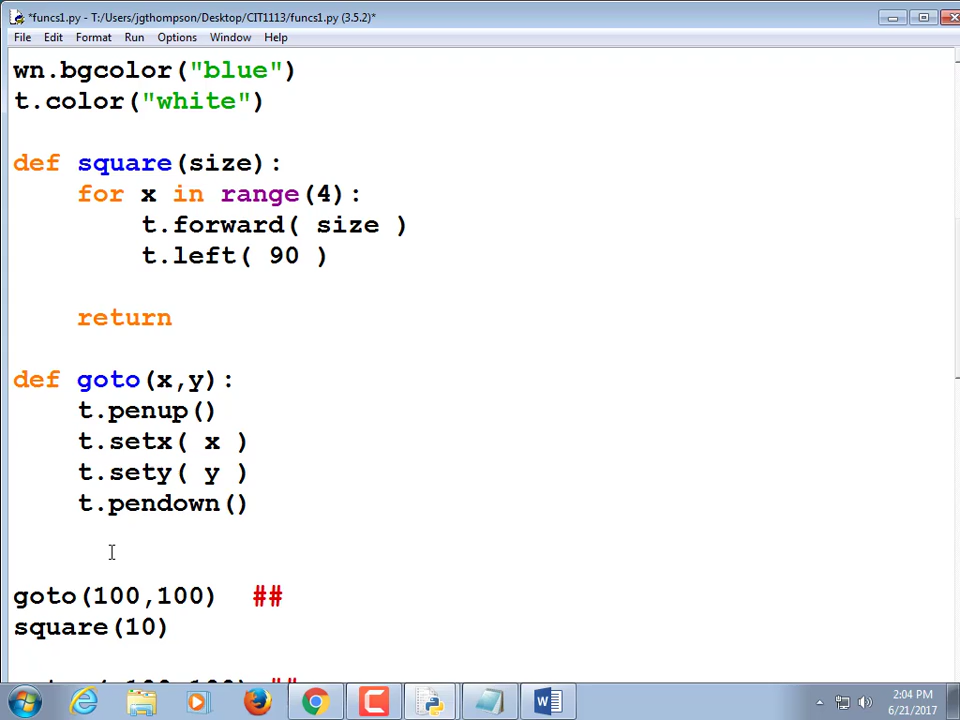 *funcs1.py - T:/Users/jgthompson/Desktop/CIT1113/funcs1.py (3.5.2)*
File Edit Format Run Options Window Help
wn.bgcolor("blue")
t.color("white")
def square(size):
for x in range(4):
t.forward( size )
t.left( 90 )
return
def goto(x,y):
t.penup()
t.setx( x )
t.sety( y )
t.pendown()
goto(100,100) ##
square(10)
2:04 PM
6/21/2017